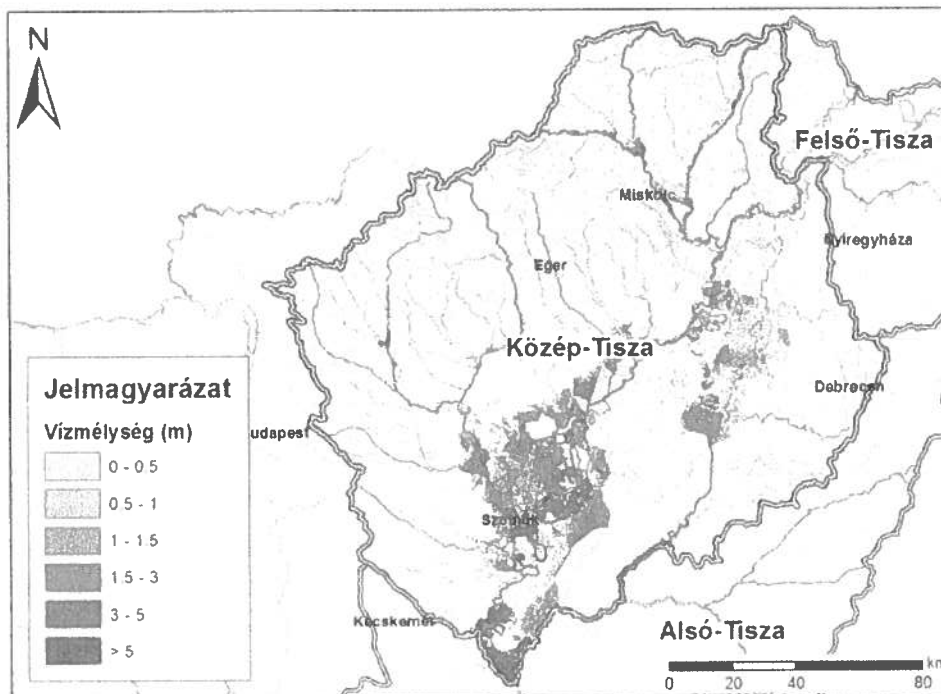 N
Felső-Tisza
Miskolc
Nyíregyháza
Eger
Közép-Tisza
Debrecen
Jelmagyarázat
Vízmélység (m)
udapest
0 - 0.5
0.5 - 1
1 - 1.5
1.5 - 3
3 - 5
> 5
Szolnok
Kecskemét
Alsó-Tisza
km
0 20 40 80